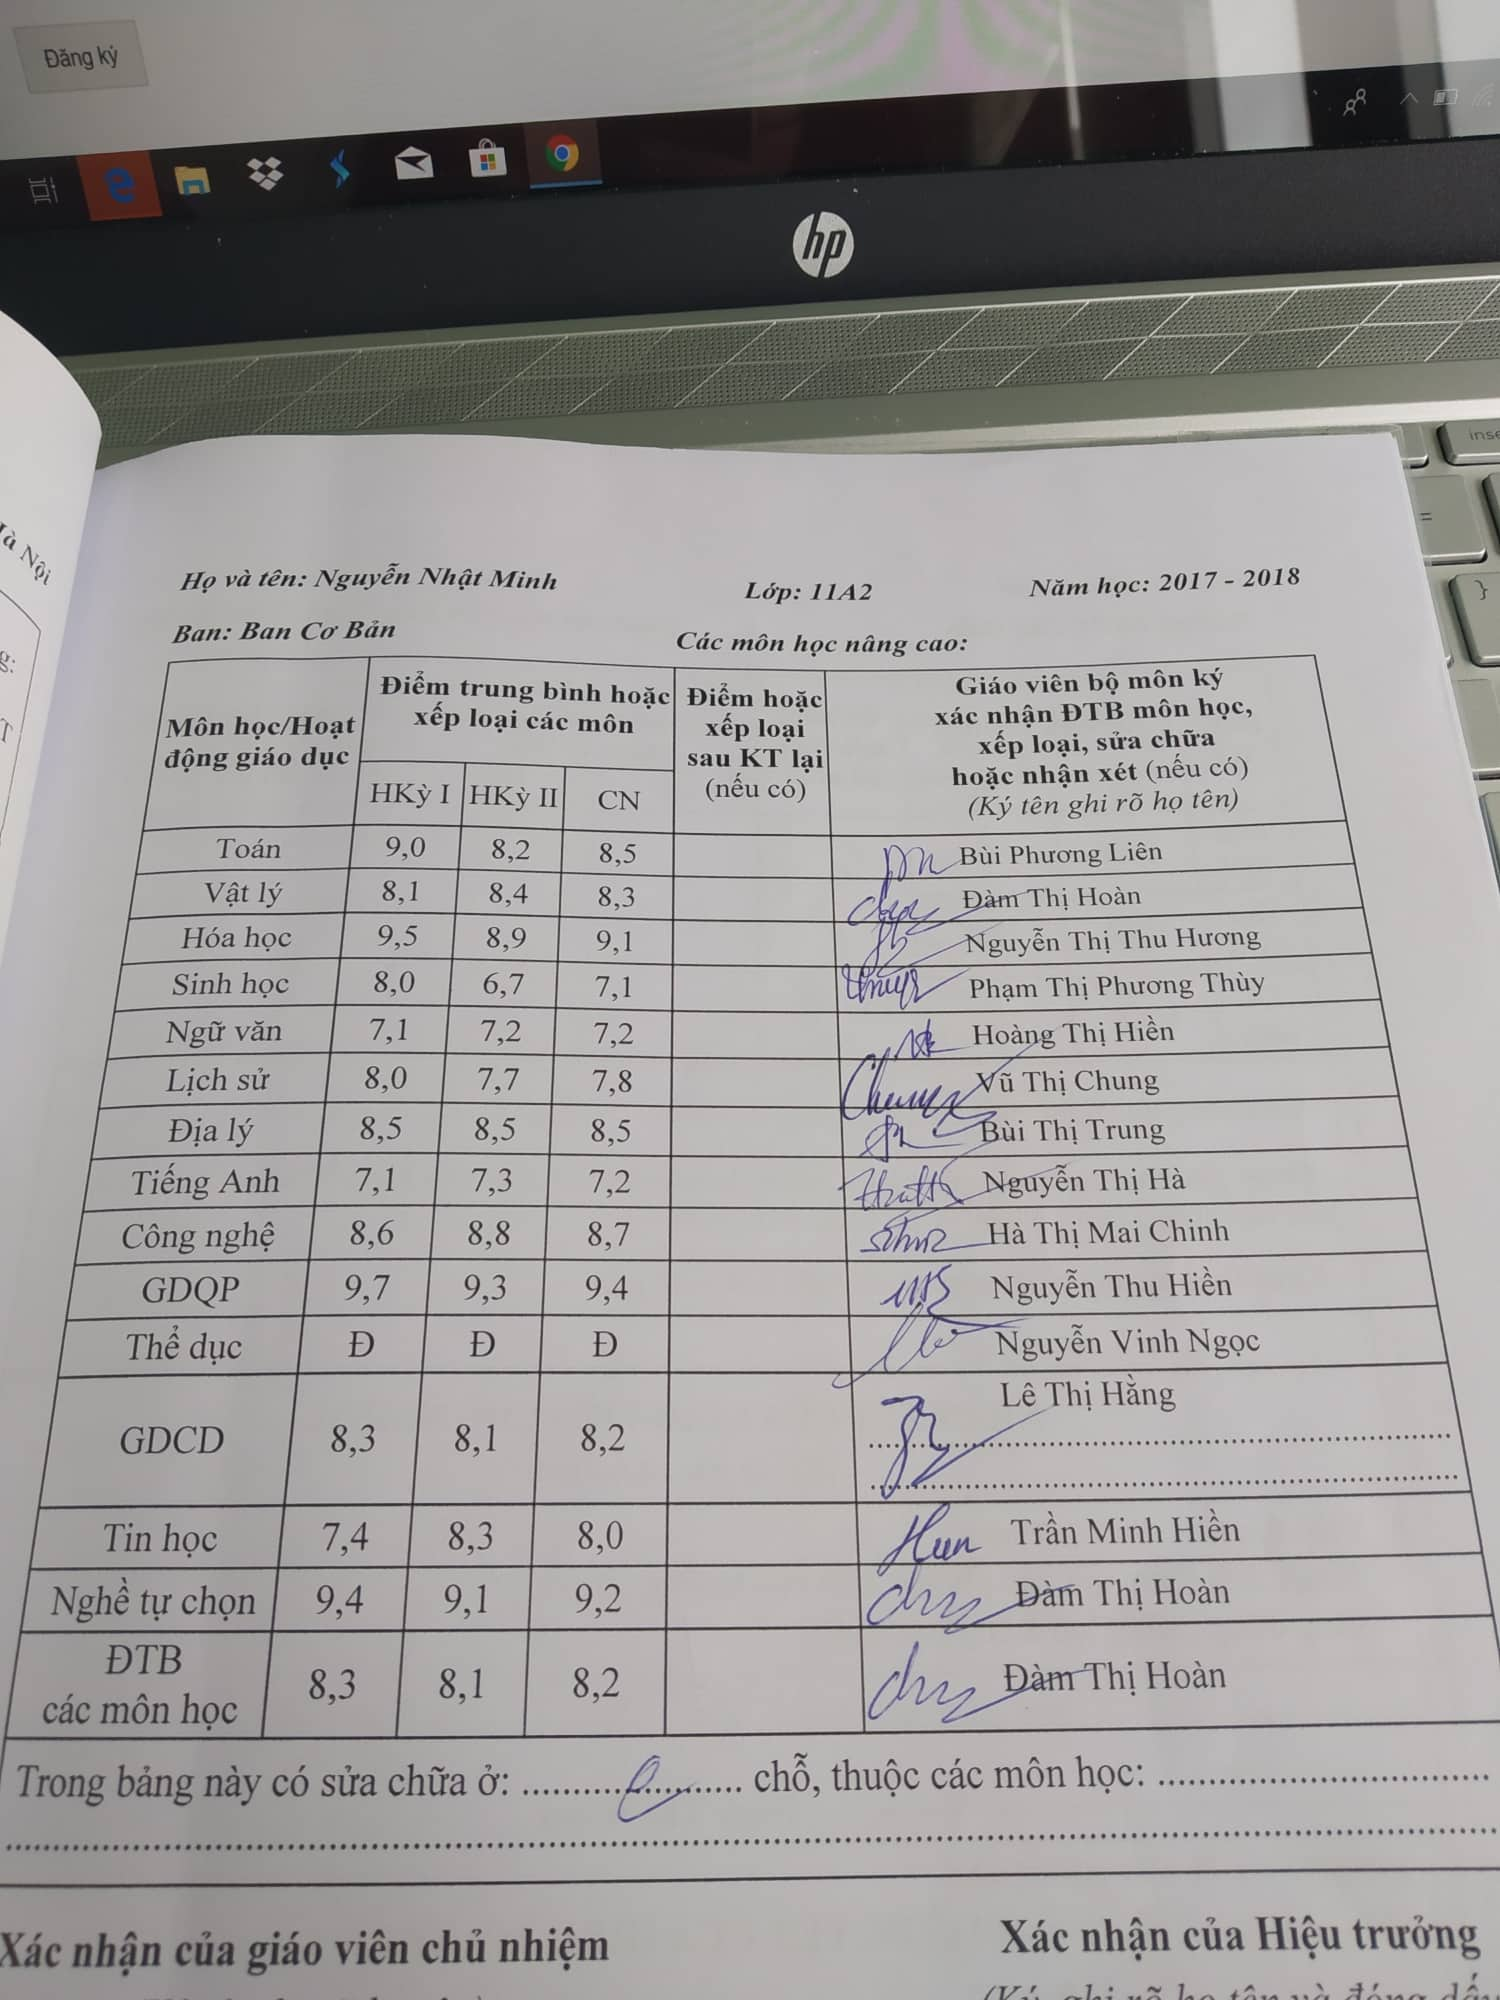 Đăng ký
hp
inse
=
}
Hà Nội
g:
T
Họ và tên: Nguyễn Nhật Minh Lớp: 11A2 Năm học: 2017 - 2018
Ban: Ban Cơ Bản Các môn học nâng cao:
Môn học/Hoạt động giáo dục Điểm trung bình hoặc xếp loại các môn Điểm hoặc xếp loại sau KT lại (nếu có) Giáo viên bộ môn ký xác nhận ĐTB môn học, xếp loại, sửa chữa hoặc nhận xét (nếu có) (Ký tên ghi rõ họ tên)
HKỳ I HKỳ II CN
Toán 9,0 8,2 8,5 Bùi Phương Liên
Vật lý 8,1 8,4 8,3 Đàm Thị Hoàn
Hóa học 9,5 8,9 9,1 Nguyễn Thị Thu Hương
Sinh học 8,0 6,7 7,1 Phạm Thị Phương Thùy
Ngữ văn 7,1 7,2 7,2 Hoàng Thị Hiền
Lịch sử 8,0 7,7 7,8 Vũ Thị Chung
Địa lý 8,5 8,5 8,5 Bùi Thị Trung
Tiếng Anh 7,1 7,3 7,2 Nguyễn Thị Hà
Công nghệ 8,6 8,8 8,7 Hà Thị Mai Chinh
GDQP 9,7 9,3 9,4 Nguyễn Thu Hiền
Thể dục Đ Đ Đ Nguyễn Vinh Ngọc
GDCD 8,3 8,1 8,2 Lê Thị Hằng
Tin học 7,4 8,3 8,0 Trần Minh Hiền
Nghề tự chọn 9,4 9,1 9,2 Đàm Thị Hoàn
ĐTB các môn học 8,3 8,1 8,2 Đàm Thị Hoàn
Trong bảng này có sửa chữa ở: ........ chỗ, thuộc các môn học: ........
Xác nhận của giáo viên chủ nhiệm Xác nhận của Hiệu trưởng
(Ký, ghi rõ họ tên và đóng dấu